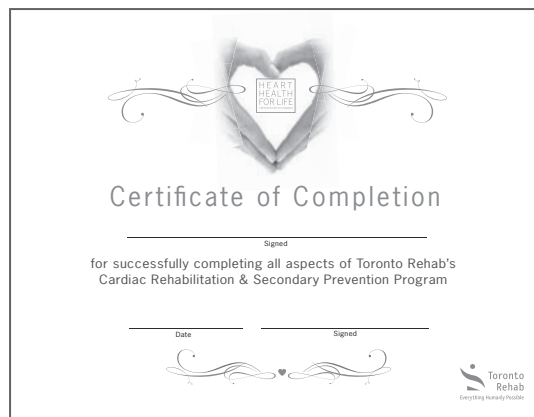 HEART
HEALTH
FOR LIFE
Certificate of Completion
Signed
for successfully completing all aspects of Toronto Rehab's
Cardiac Rehabilitation & Secondary Prevention Program
Date Signed
Toronto
Rehab
Everything Humanly Possible